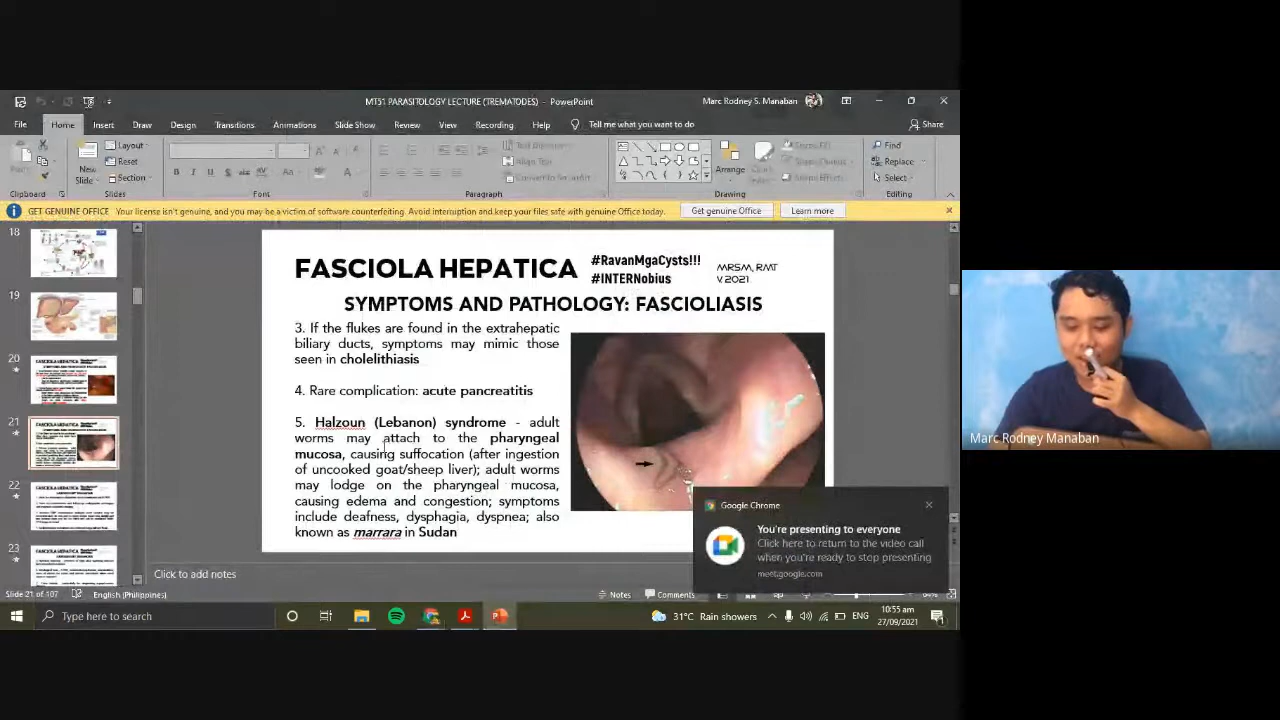 MT51 PARASITOLOGY LECTURE (TREMATODES) - PowerPoint
Marc Rodney S. Manaban
File Home Insert Draw Design Transitions Animations Slide Show Review View Recording Help Tell me what you want to do
Share
Paste
New Slide
Layout
Reset
Section
Arrange
Find
Replace
Select
Clipboard
Slides
Font
Paragraph
Drawing
Editing
GET GENUINE OFFICE Your license isn't genuine, and you may be a victim of software counterfeiting. Avoid interruption and keep your files safe with genuine Office today.
Get genuine Office
Learn more
18
19
20
21
22
23
FASCIOLA HEPATICA
#RavanMgaCysts!!!
#INTERNobius
MRSM, RMT
V.2021
SYMPTOMS AND PATHOLOGY: FASCIOLIASIS
3. If the flukes are found in the extrahepatic
biliary ducts, symptoms may mimic those
seen in cholelithiasis
4. Rare complication: acute pancreatitis
5. Halzoun (Lebanon) syndrome - adult
worms may attach to the pharyngeal
mucosa, causing suffocation (after ingestion
of uncooked goat/sheep liver); adult worms
may lodge on the pharyngeal mucosa,
causing edema and congestion; symptoms
include deafness, dysphagia, dyspnea; also
known as marrara in Sudan
Google Chrome
You're presenting to everyone
Click here to return to the video call
when you're ready to stop presenting
meet.google.com
Click to add notes
Slide 21 of 107
English (Philippines)
Notes
Comments
Type here to search
31°C Rain showers
ENG
10:55 am
27/09/2021
Marc Rodney Manaban